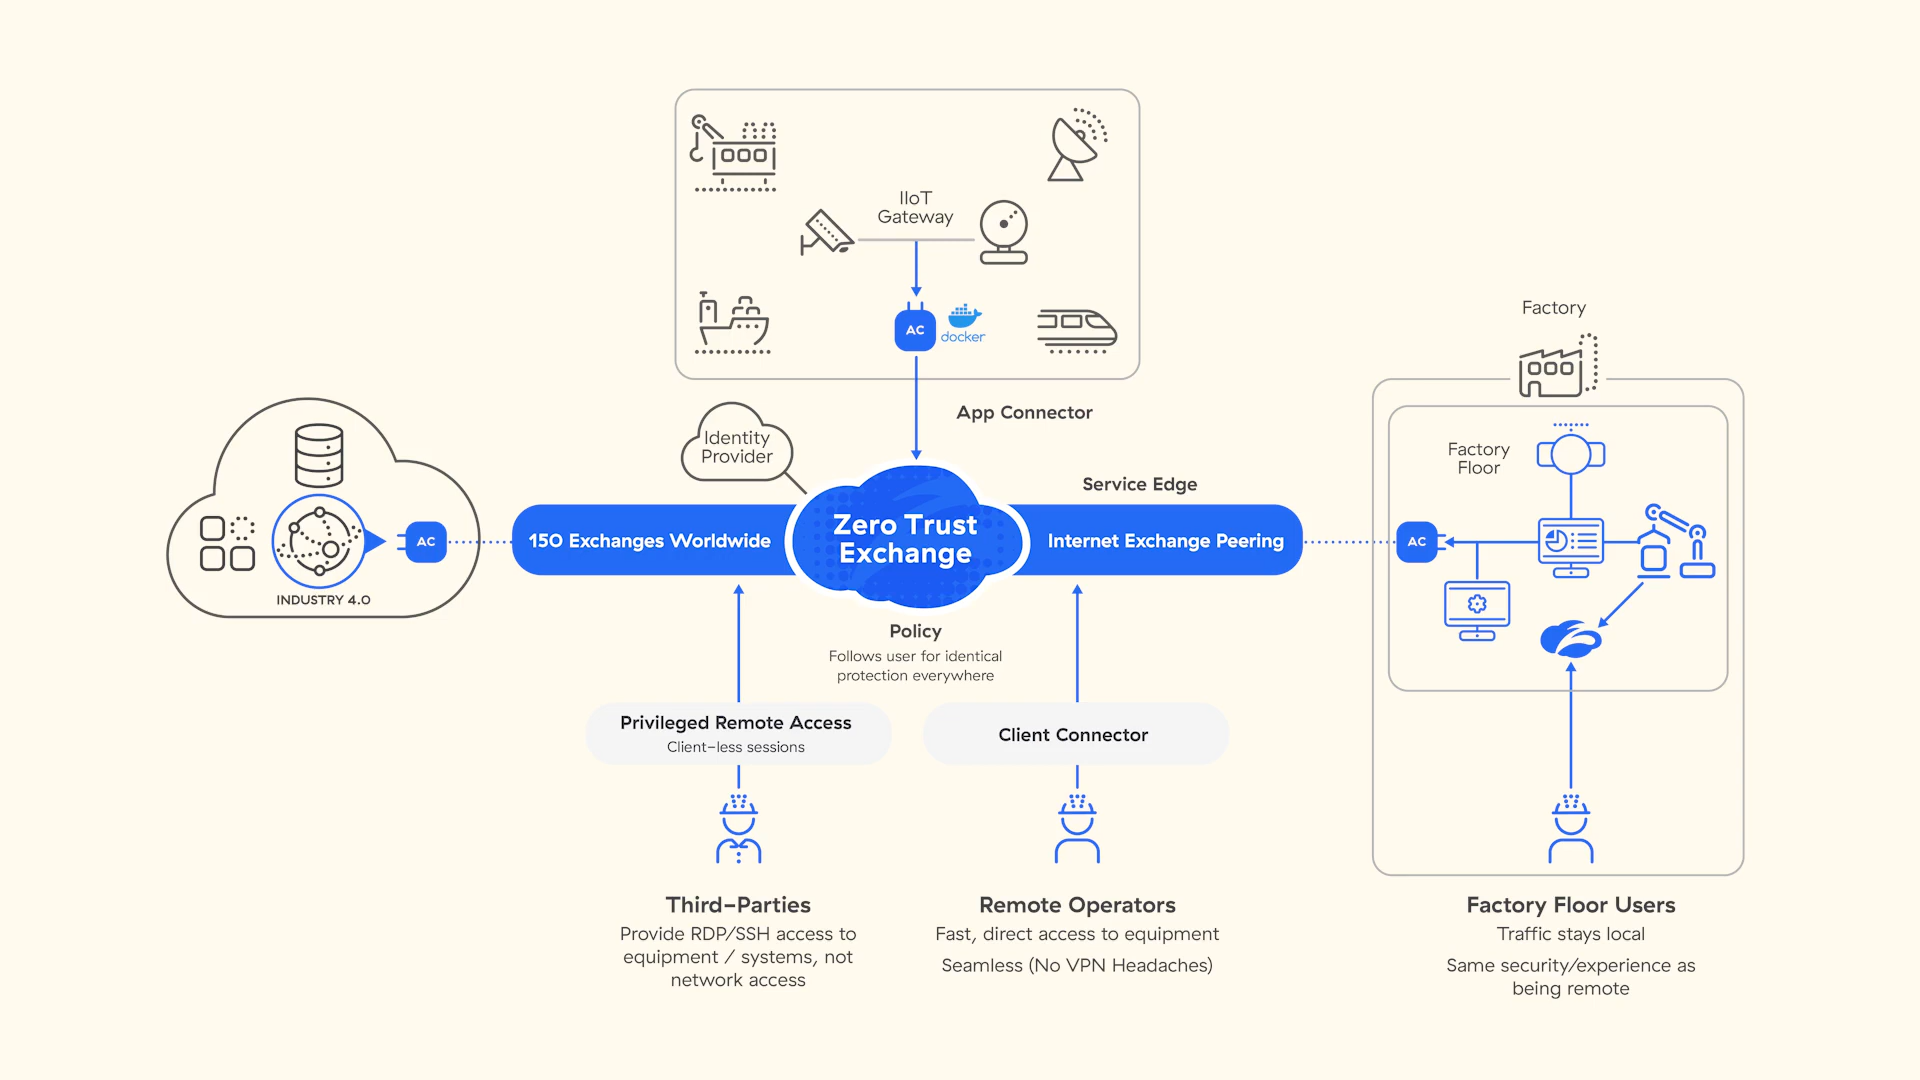 IIoT
Gateway
AC
docker
App Connector
Identity
Provider
Service Edge
Factory
Factory
Floor
INDUSTRY 4.0
AC
150 Exchanges Worldwide
Zero Trust
Exchange
Internet Exchange Peering
AC
Policy
Follows user for identical
protection everywhere
Privileged Remote Access
Client-less sessions
Client Connector
Third-Parties
Provide RDP/SSH access to
equipment / systems, not
network access
Remote Operators
Fast, direct access to equipment
Seamless (No VPN Headaches)
Factory Floor Users
Traffic stays local
Same security/experience as
being remote